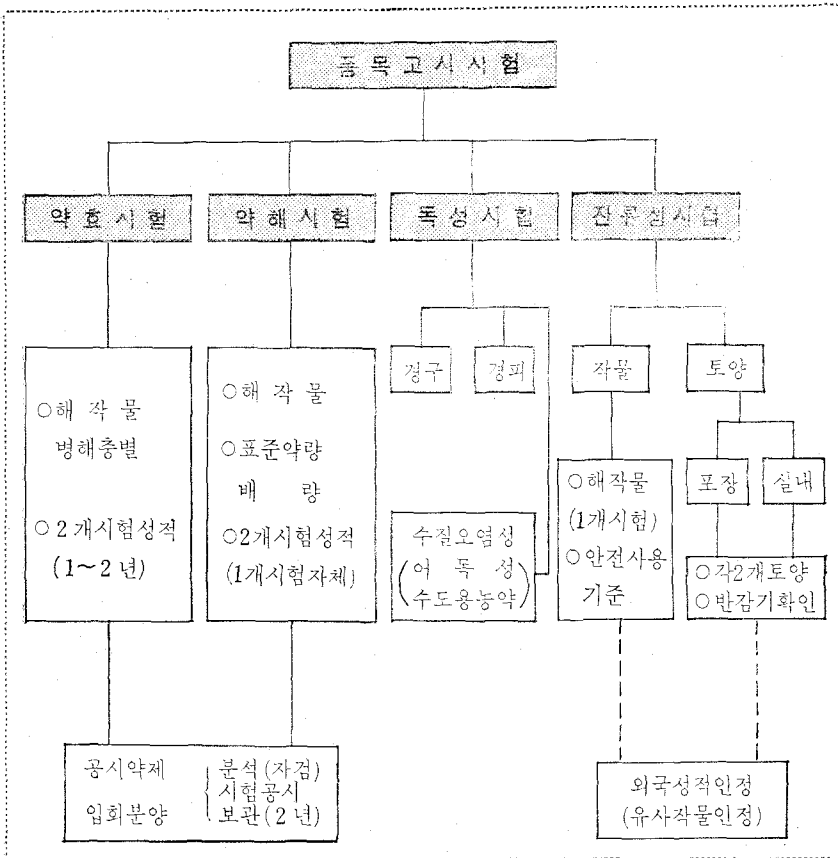 품목고시시험
약효시험
약해시험
독성시험
잔류성시험
○해 작 물
병해충별
○2개시험성적
(1~2년)
○해 작 물
○표준약량
배 량
○2개시험성적
(1개시험자체)
경구
경피
수질오염성
(어 독 성
수도용농약)
작물
토양
○해작물
(1개시험)
○안전사용
기준
포장
실내
○각2개토양
○반감기확인
공시약제
입회분양
분석(자검)
시험공시
보관(2년)
외국성적인정
(유사작물인정)